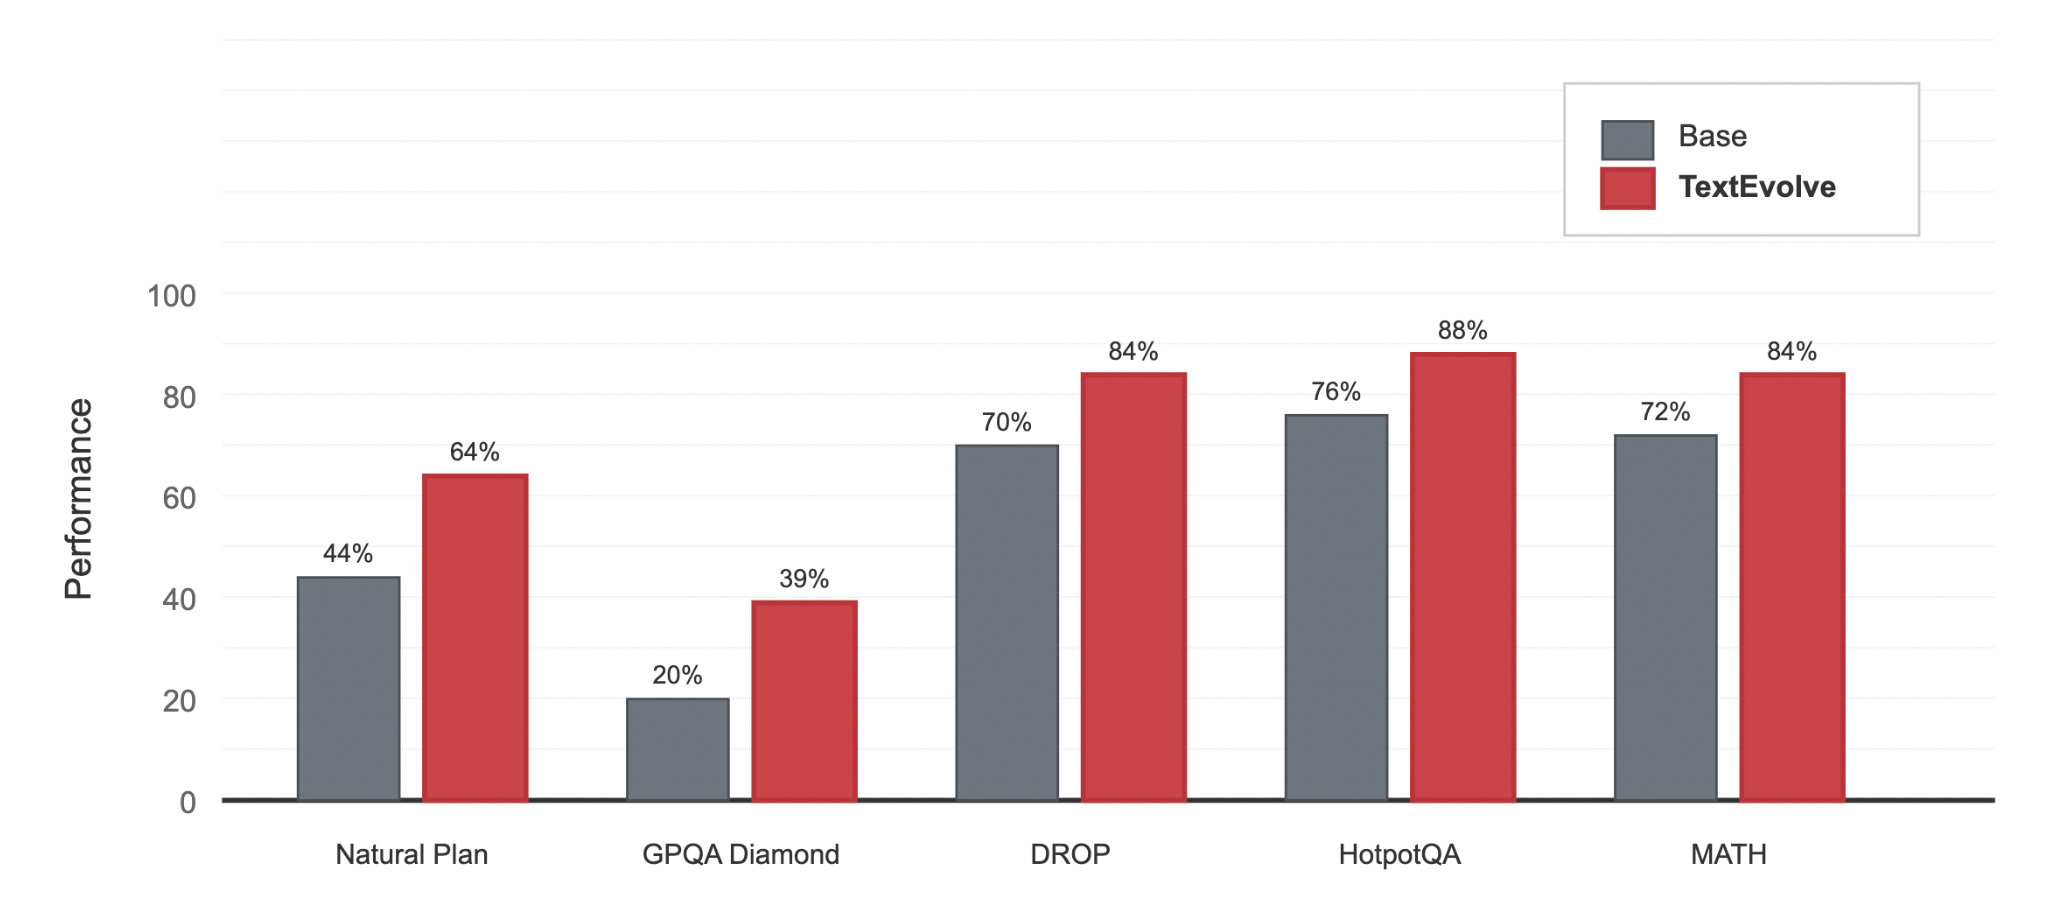 Base
TextEvolve
Performance
100
80
60
40
20
0
44%
64%
20%
39%
70%
84%
76%
88%
72%
84%
Natural Plan
GPQA Diamond
DROP
HotpotQA
MATH